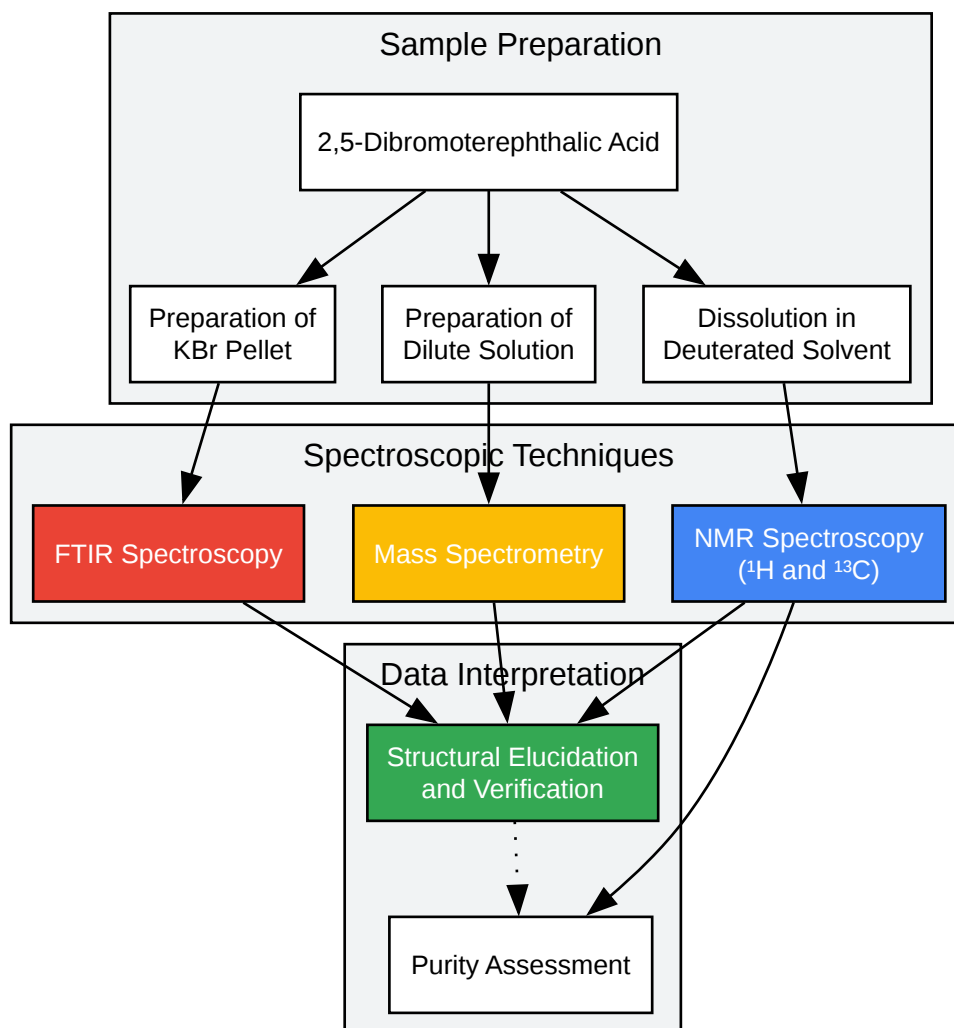 Sample Preparation
2,5-Dibromoterephthalic Acid
Preparation of
KBr Pellet
Preparation of
Dilute Solution
Dissolution in
Deuterated Solvent
Spectroscopic Techniques
FTIR Spectroscopy
Mass Spectrometry
NMR Spectroscopy
(¹H and ¹³C)
Data Interpretation
Structural Elucidation
and Verification
Purity Assessment